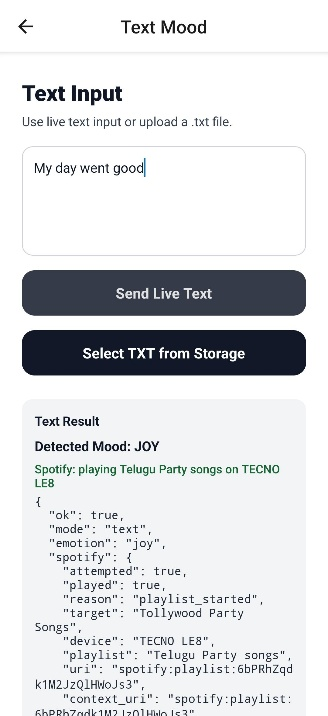 Text Mood
Text Input
Use live text input or upload a .txt file.
My day went good
Send Live Text
Select TXT from Storage
Text Result
Detected Mood: JOY
Spotify: playing Telugu Party songs on TECNO
LE8
{
"ok": true,
"mode": "text",
"emotion": "joy",
"spotify": {
"attempted": true,
"played": true,
"reason": "playlist_started",
"target": "Tollywood Party
Songs",
"device": "TECNO LE8",
"playlist": "Telugu Party songs",
"uri": "spotify:playlist:6bPRhZqd
k1M2JzQlHWoJs3",
"context_uri": "spotify:playlist:
6bPRhZqdk1M2JzQlHWoJs3"